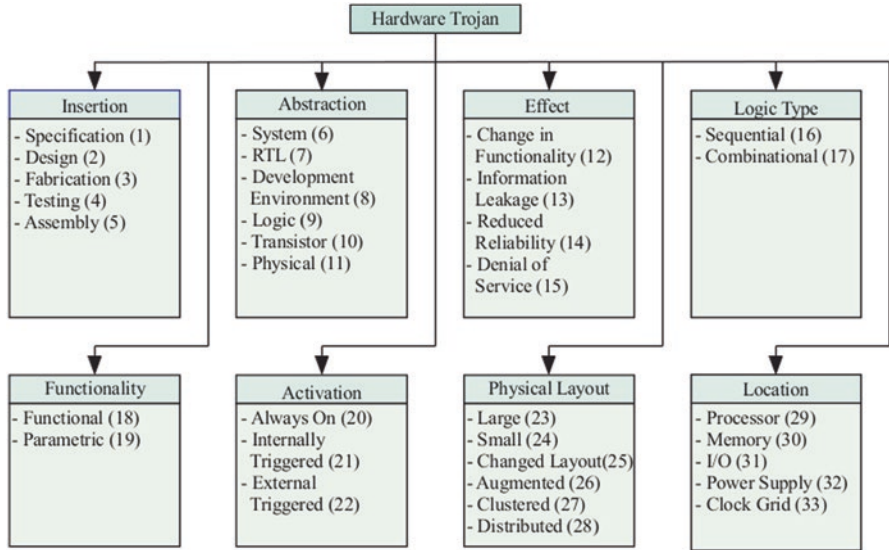 Hardware Trojan
Insertion
- Specification (1)
- Design (2)
- Fabrication (3)
- Testing (4)
- Assembly (5)
Abstraction
- System (6)
- RTL (7)
- Development
Environment (8)
- Logic (9)
- Transistor (10)
- Physical (11)
Effect
- Change in
Functionality (12)
- Information
Leakage (13)
- Reduced
Reliability (14)
- Denial of
Service (15)
Logic Type
- Sequential (16)
- Combinational (17)
Functionality
- Functional (18)
- Parametric (19)
Activation
- Always On (20)
- Internally
Triggered (21)
- External
Triggered (22)
Physical Layout
- Large (23)
- Small (24)
- Changed Layout(25)
- Augmented (26)
- Clustered (27)
- Distributed (28)
Location
- Processor (29)
- Memory (30)
- I/O (31)
- Power Supply (32)
- Clock Grid (33)